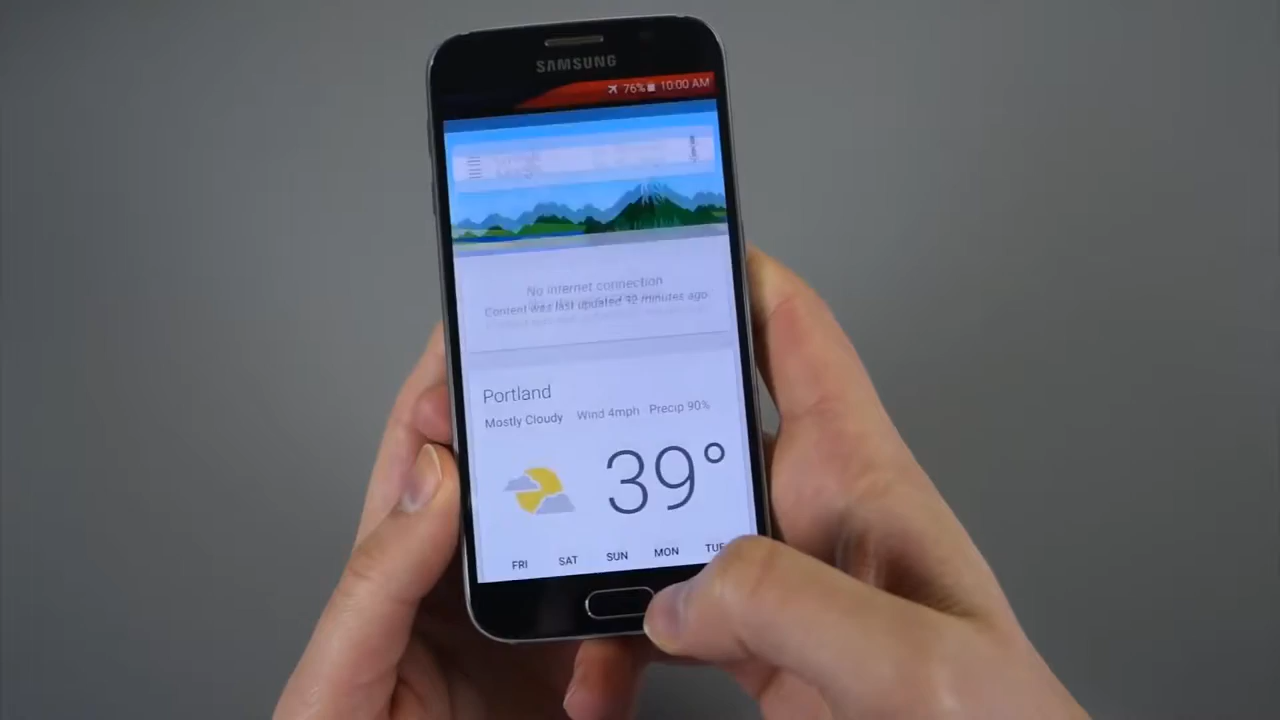 SAMSUNG
76% 10:00 AM
No internet connection
Content was last updated 12 minutes ago.
Portland
Mostly Cloudy Wind 4mph Precip 90%
39°
FRI SAT SUN MON TUE